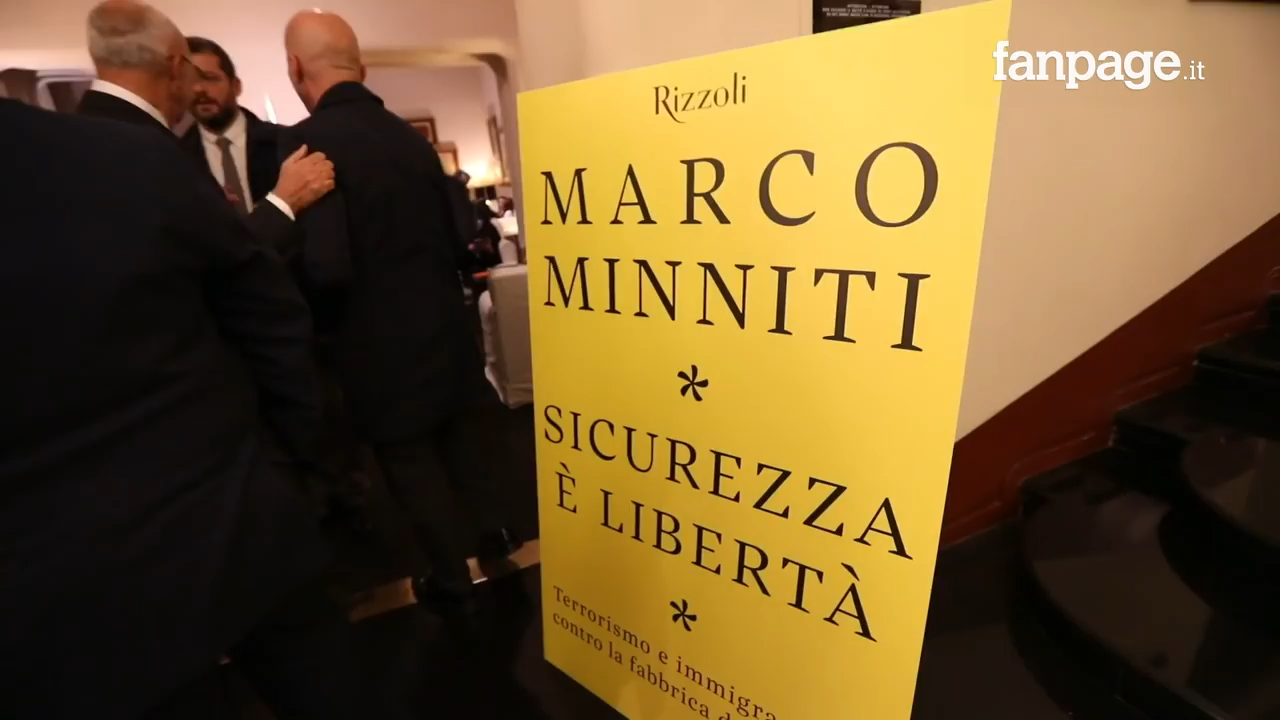 fanpage.it
Rizzoli
MARCO
MINNITI
*
SICUREZZA
È LIBERTÀ
*
Terrorismo e immigra
contro la fabbrica d